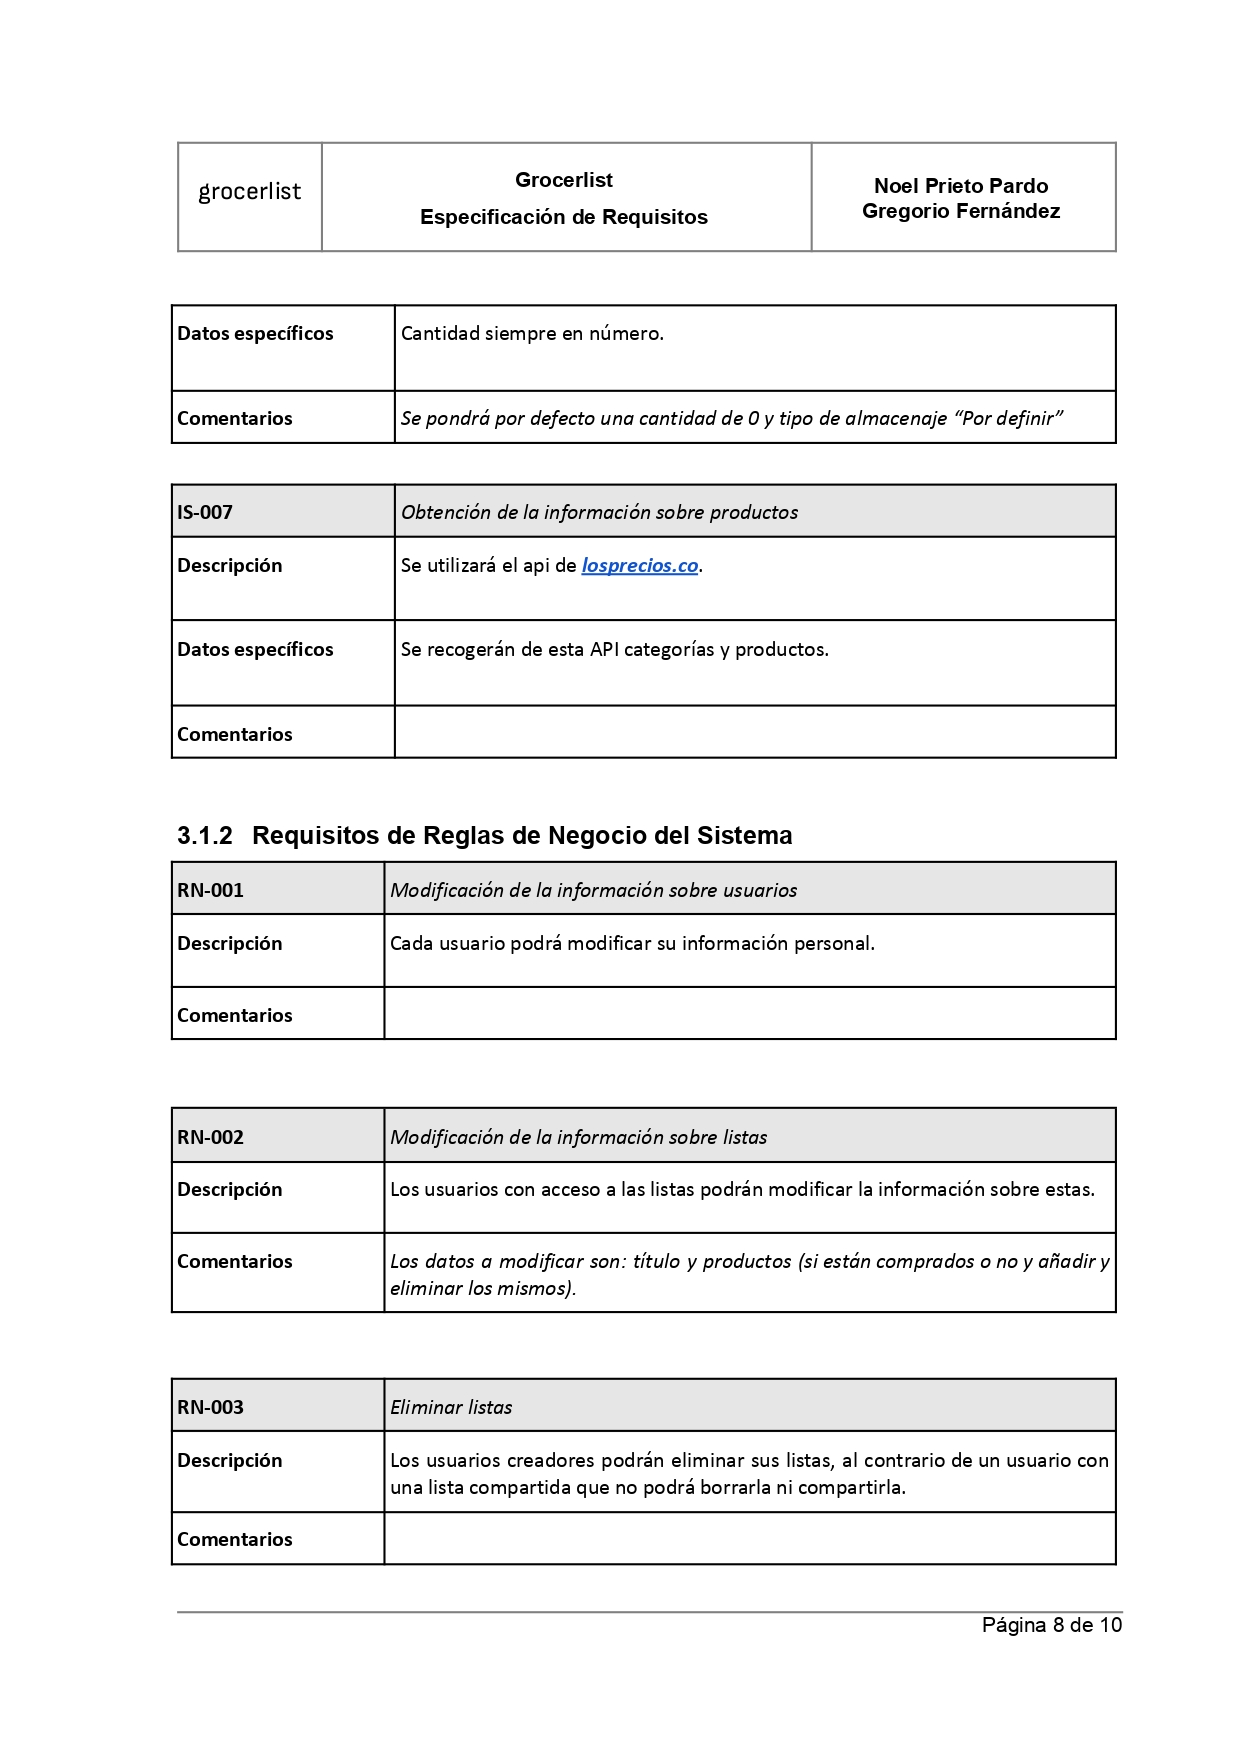 grocerlist
Grocerlist
Especificación de Requisitos
Noel Prieto Pardo
Gregorio Fernández
Datos específicos
Cantidad siempre en número.
Comentarios
Se pondrá por defecto una cantidad de 0 y tipo de almacenaje “Por definir”
IS-007
Obtención de la información sobre productos
Descripción
Se utilizará el api de losprecios.co.
Datos específicos
Se recogerán de esta API categorías y productos.
Comentarios
3.1.2 Requisitos de Reglas de Negocio del Sistema
RN-001
Modificación de la información sobre usuarios
Descripción
Cada usuario podrá modificar su información personal.
Comentarios
RN-002
Modificación de la información sobre listas
Descripción
Los usuarios con acceso a las listas podrán modificar la información sobre estas.
Comentarios
Los datos a modificar son: título y productos (si están comprados o no y añadir y
eliminar los mismos).
RN-003
Eliminar listas
Descripción
Los usuarios creadores podrán eliminar sus listas, al contrario de un usuario con
una lista compartida que no podrá borrarla ni compartirla.
Comentarios
Página 8 de 10